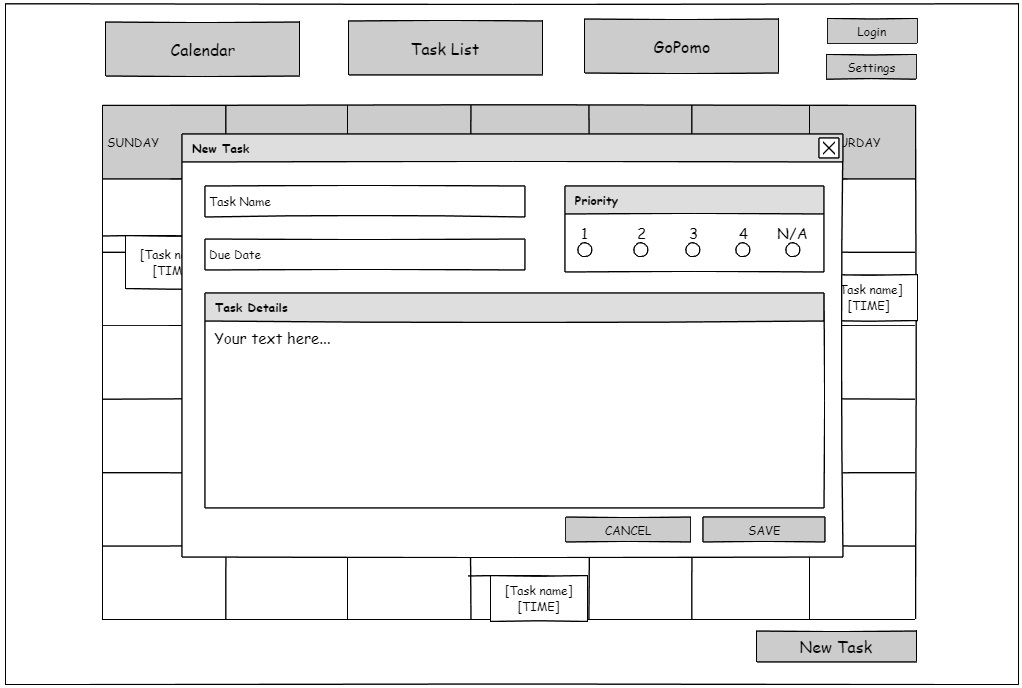 Calendar
Task List
GoPomo
Login
Settings
SUNDAY
URDAY
New Task
Task Name
Priority
1 2 3 4 N/A
Due Date
[Task n
[TIM
Task name]
[TIME]
Task Details
Your text here...
CANCEL
SAVE
[Task name]
[TIME]
New Task